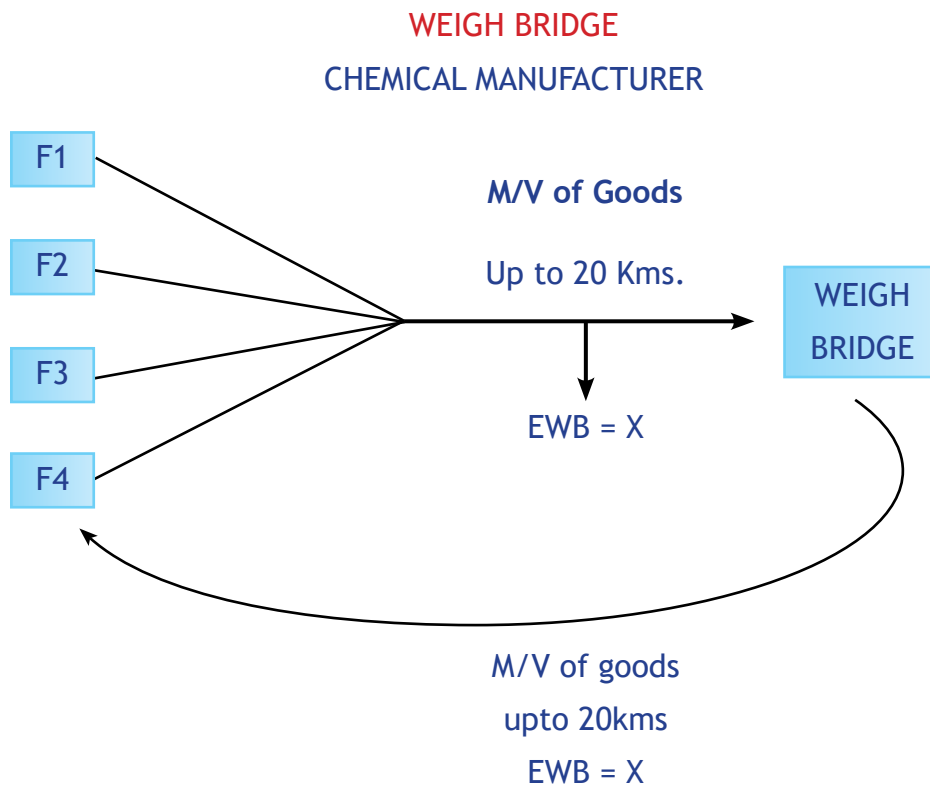 WEIGH BRIDGE
CHEMICAL MANUFACTURER
F1
F2
F3
F4
M/V of Goods
Up to 20 Kms.
EWB = X
WEIGH
BRIDGE
M/V of goods
upto 20kms
EWB = X